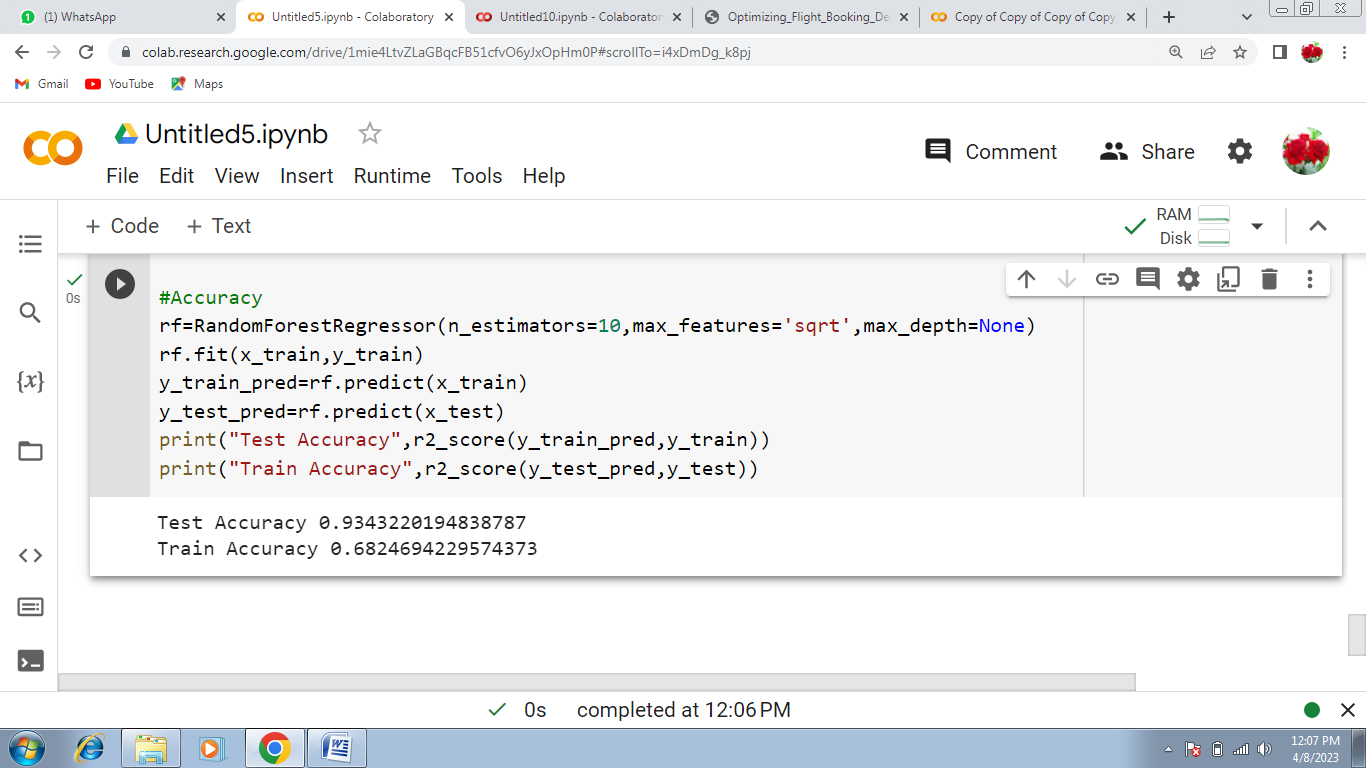 WhatsApp
Untitled5.ipynb - Colaboratory
Untitled10.ipynb - Colaborator
Optimizing_Flight_Booking_De
Copy of Copy of Copy of Copy
colab.research.google.com/drive/1mie4LtvZLaGBqcFB51cfvO6yJxOpHm0P#scrollTo=i4xDmDg_k8pj
Gmail YouTube Maps
Untitled5.ipynb
Comment Share
File Edit View Insert Runtime Tools Help
+ Code + Text
RAM
Disk
0s
#Accuracy
rf=RandomForestRegressor(n_estimators=10,max_features='sqrt',max_depth=None)
rf.fit(x_train,y_train)
y_train_pred=rf.predict(x_train)
y_test_pred=rf.predict(x_test)
print("Test Accuracy",r2_score(y_train_pred,y_train))
print("Train Accuracy",r2_score(y_test_pred,y_test))
Test Accuracy 0.9343220194838787
Train Accuracy 0.6824694229574373
{x}
0s completed at 12:06 PM
12:07 PM
4/8/2023